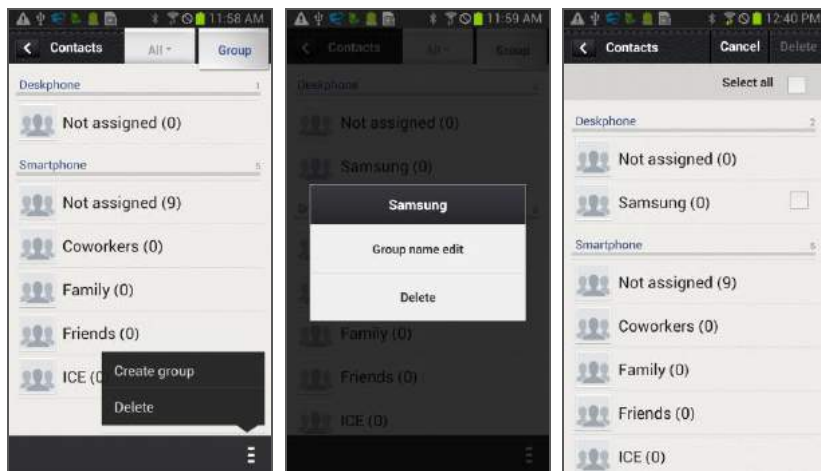 11:58 AM
Contacts
All
Group
Deskphone 1
Not assigned (0)
Smartphone 5
Not assigned (9)
Coworkers (0)
Family (0)
Friends (0)
ICE (0
Create group
Delete
11:59 AM
Contacts
All
Group
Deskphone
Not assigned (0)
Samsung (0)
Samsung
Group name edit
Delete
Family (0)
Friends (0)
ICE (0)
12:40 PM
Contacts
Cancel
Delete
Select all
Deskphone 2
Not assigned (0)
Samsung (0)
Smartphone 5
Not assigned (9)
Coworkers (0)
Family (0)
Friends (0)
ICE (0)